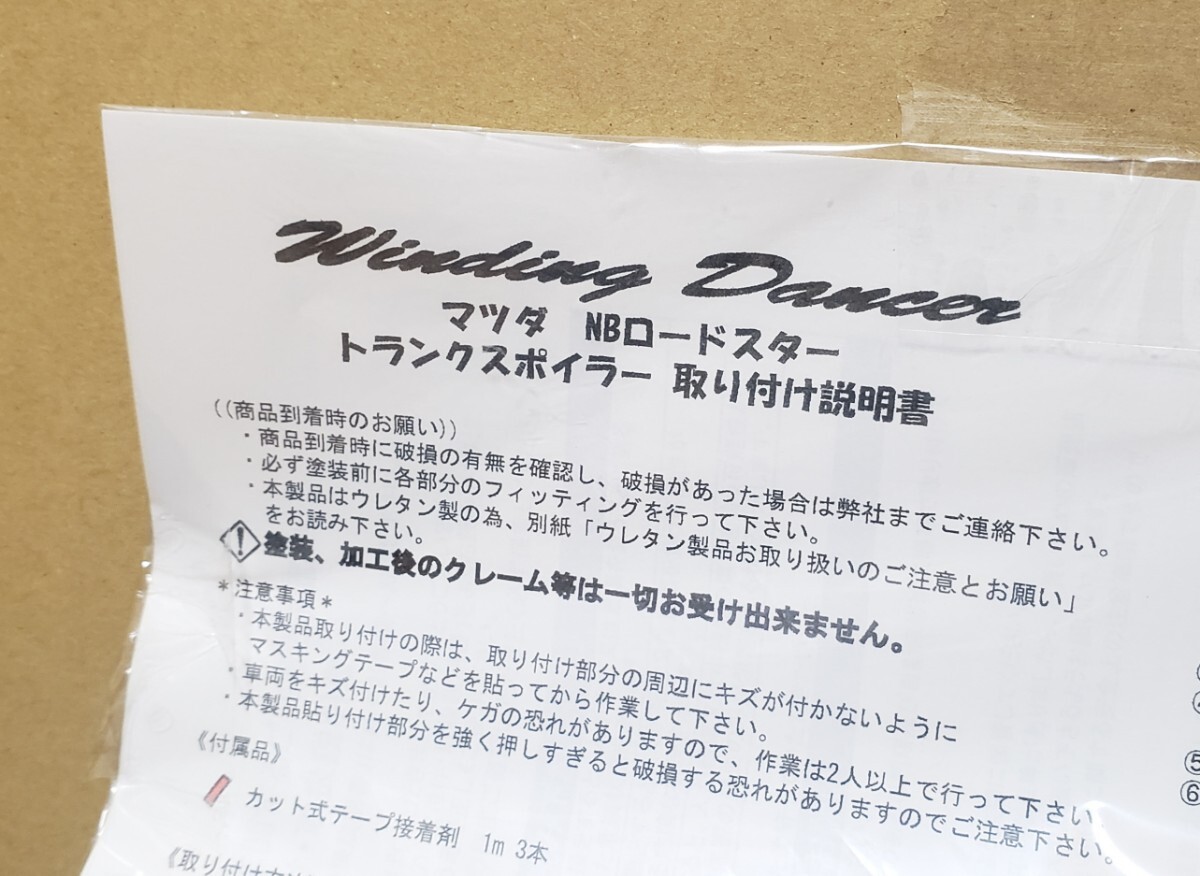 Winding Dancer
マツダ　NBロードスター
トランクスポイラー 取り付け説明書
((商品到着時のお願い))
・商品到着時に破損の有無を確認し、破損があった場合は弊社までご連絡下さい。
・必ず塗装前に各部分のフィッティングを行って下さい。
・本製品はウレタン製の為、別紙「ウレタン製品お取り扱いのご注意とお願い」
をお読み下さい。
塗装、加工後のクレーム等は一切お受け出来ません。
*注意事項*
・本製品取り付けの際は、取り付け部分の周辺にキズが付かないように
マスキングテープなどを貼ってから作業して下さい。
・車両をキズ付けたり、ケガの恐れがありますので、作業は2人以上で行って下さい。
・本製品貼り付け部分を強く押しすぎると破損する恐れがありますのでご注意下さい。
《付属品》
カット式テープ接着剤　1m 3本
《取り付け方
⑤
⑥